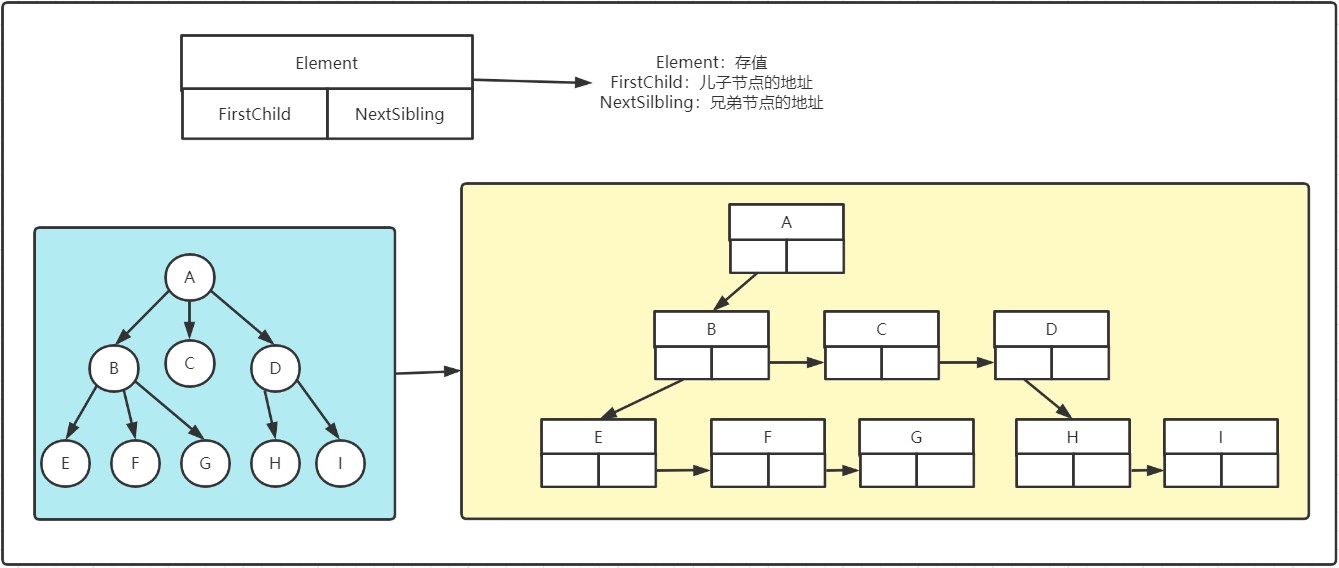 Element
FirstChild
NextSibling
Element：存值
FirstChild：儿子节点的地址
NextSilbling：兄弟节点的地址
A
B
C
D
E
F
G
H
I
A
B
C
D
E
F
G
H
I